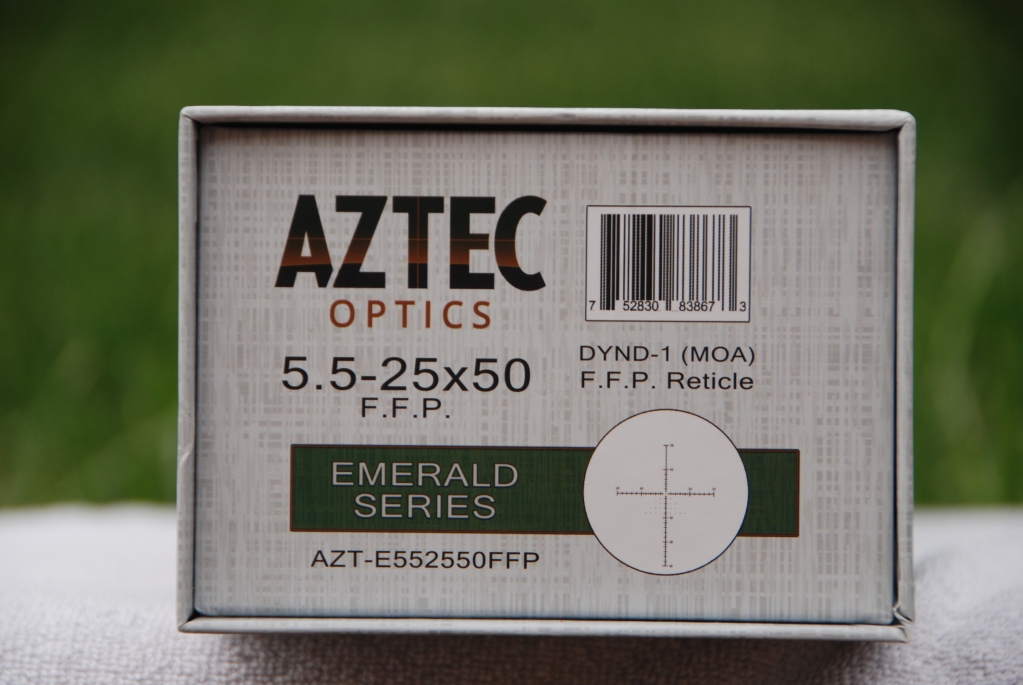 AZTEC
OPTICS
5.5-25x50
F.F.P.
7 52830 83867 3
DYND-1 (MOA)
F.F.P. Reticle
EMERALD
SERIES
AZT-E552550FFP